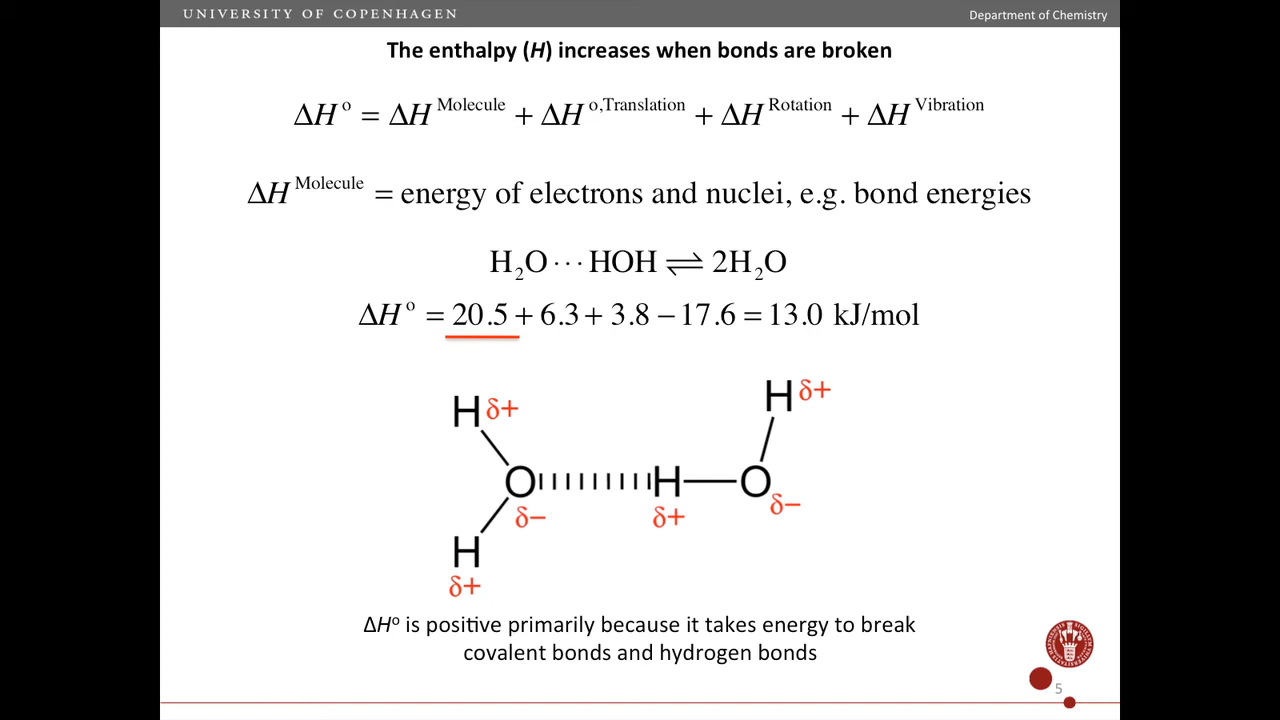 UNIVERSITY OF COPENHAGEN
Department of Chemistry
The enthalpy (H) increases when bonds are broken
ΔH° = ΔH^Molecule + ΔH^o,Translation + ΔH^Rotation + ΔH^Vibration
ΔH^Molecule = energy of electrons and nuclei, e.g. bond energies
H₂O···HOH ⇌ 2H₂O
ΔH° = 20.5 + 6.3 + 3.8 − 17.6 = 13.0 kJ/mol
H δ+ H δ+
O H O
δ− δ+ δ−
H
δ+
ΔH° is positive primarily because it takes energy to break
covalent bonds and hydrogen bonds
5